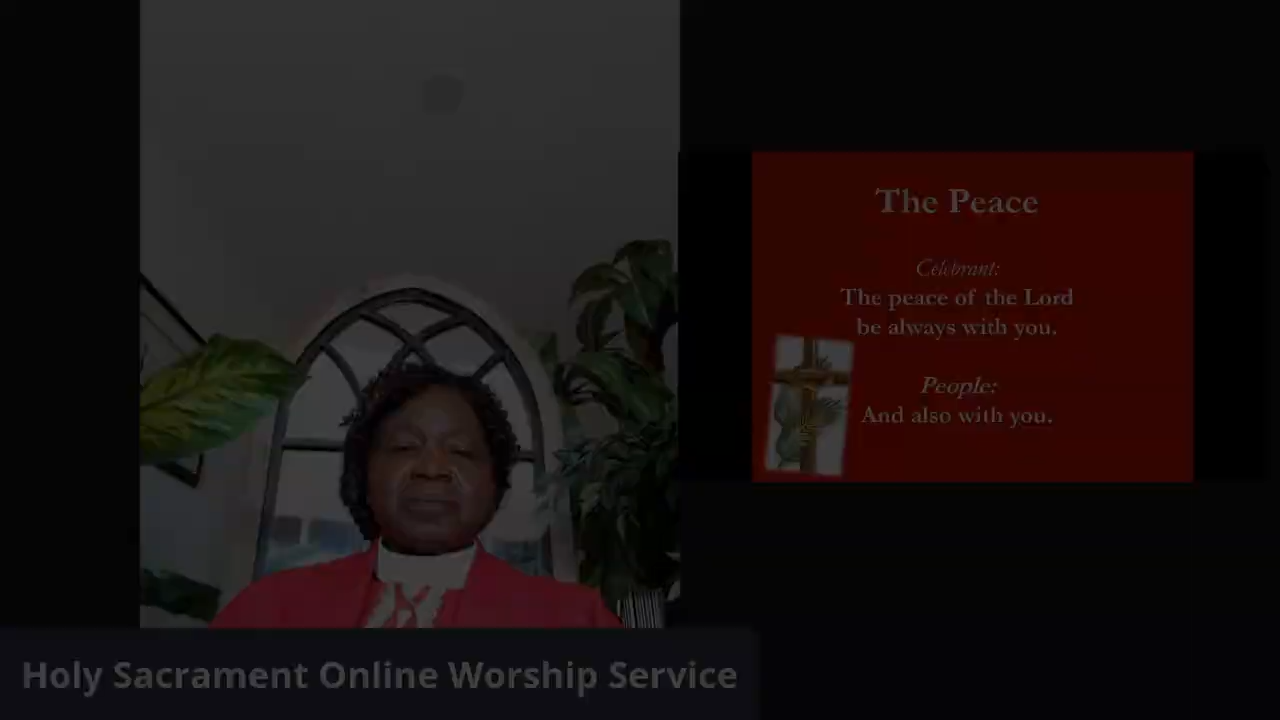 The Peace
Celebrant:
The peace of the Lord
be always with you.
People:
And also with you.
Holy Sacrament Online Worship Service